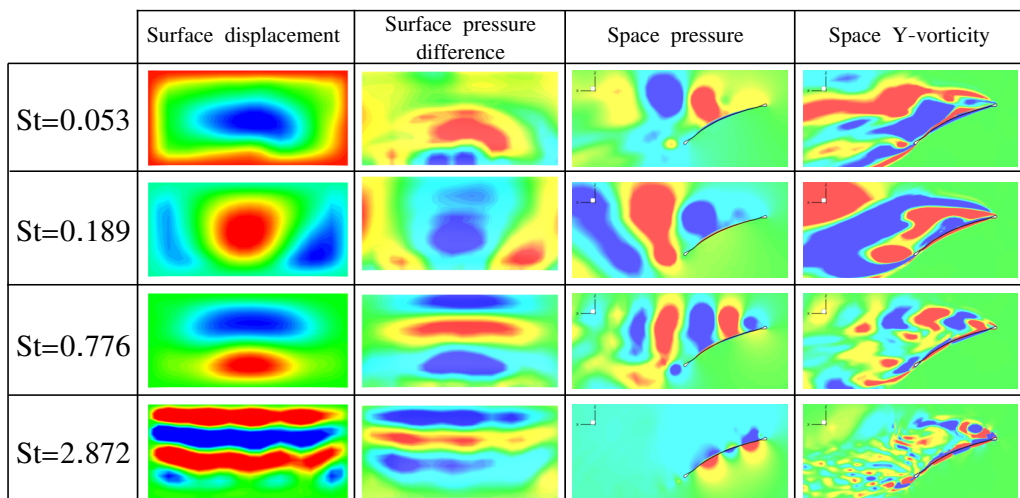 Surface displacement
Surface pressure
difference
Space pressure
Space Y-vorticity
St=0.053
St=0.189
St=0.776
St=2.872